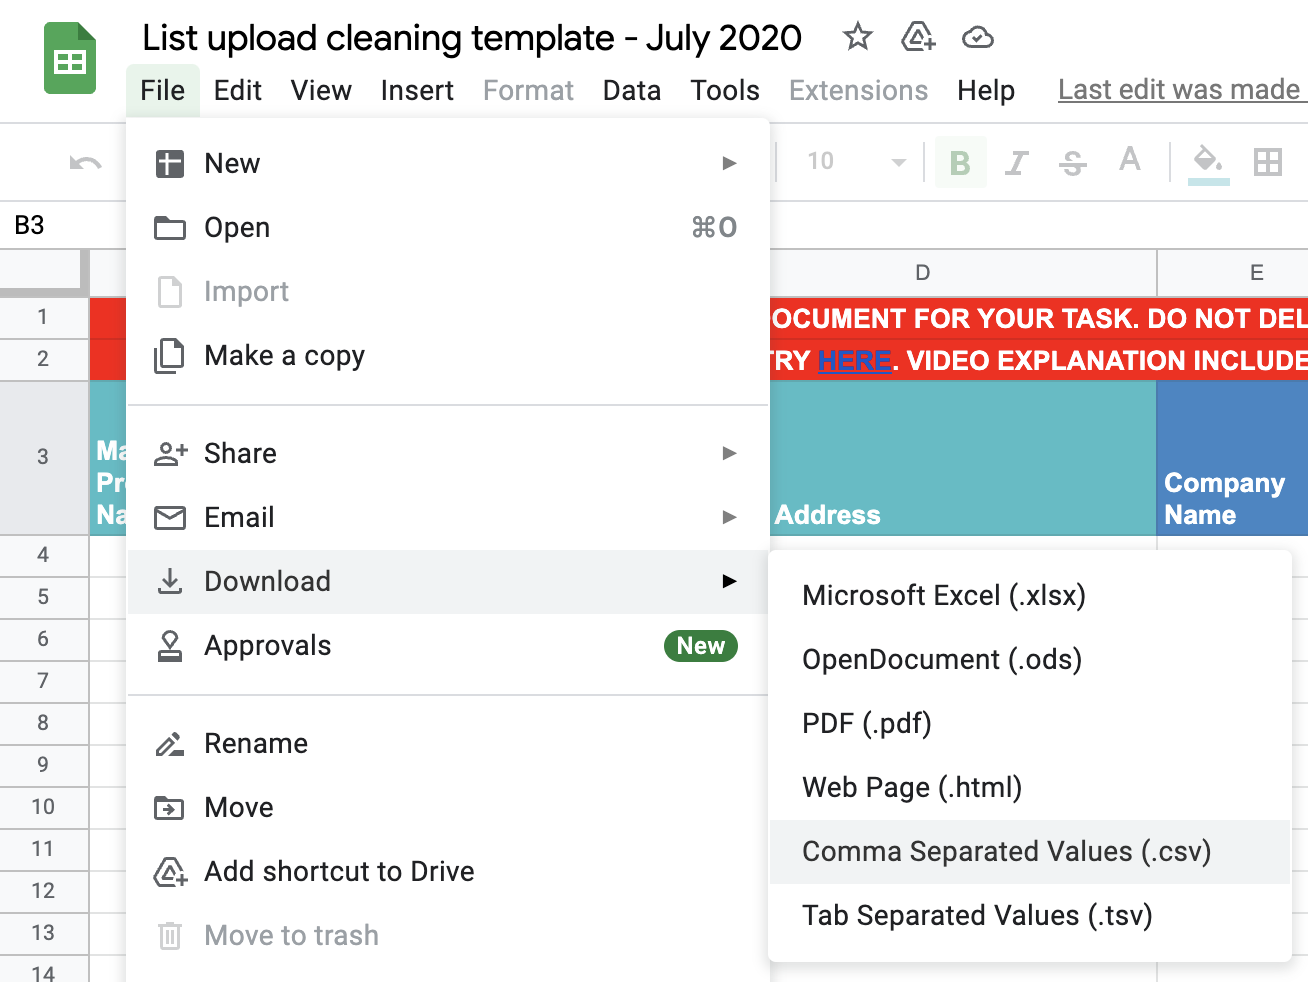 List upload cleaning template - July 2020
File Edit View Insert Format Data Tools Extensions Help Last edit was made
10 B I S A
B3
New
Open ⌘O
Import
Make a copy
Share
Email
Download
Approvals New
Rename
Move
Add shortcut to Drive
Move to trash
Microsoft Excel (.xlsx)
OpenDocument (.ods)
PDF (.pdf)
Web Page (.html)
Comma Separated Values (.csv)
Tab Separated Values (.tsv)
D E
1 OCUMENT FOR YOUR TASK. DO NOT DEL
2 TRY HERE. VIDEO EXPLANATION INCLUDE
3
Ma
Pr
Na
Address
Company
Name
4
5
6
7
8
9
10
11
12
13
14